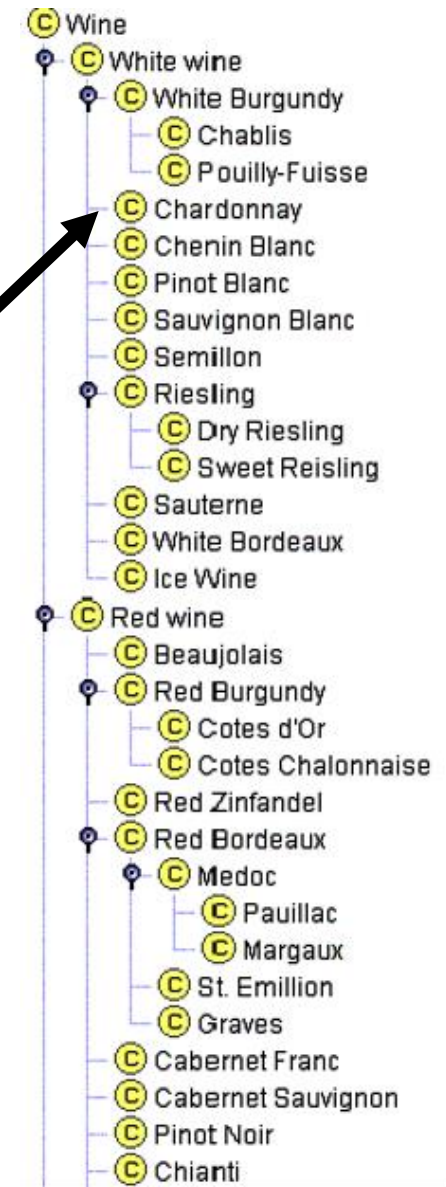 C Wine
C White wine
C White Burgundy
C Chablis
C Pouilly-Fuisse
C Chardonnay
C Chenin Blanc
C Pinot Blanc
C Sauvignon Blanc
C Semillon
C Riesling
C Dry Riesling
C Sweet Reisling
C Sauterne
C White Bordeaux
C Ice Wine
C Red wine
C Beaujolais
C Red Burgundy
C Cotes d'Or
C Cotes Chalonnaise
C Red Zinfandel
C Red Bordeaux
C Medoc
C Pauillac
C Margaux
C St. Emillion
C Graves
C Cabernet Franc
C Cabernet Sauvignon
C Pinot Noir
C Chianti